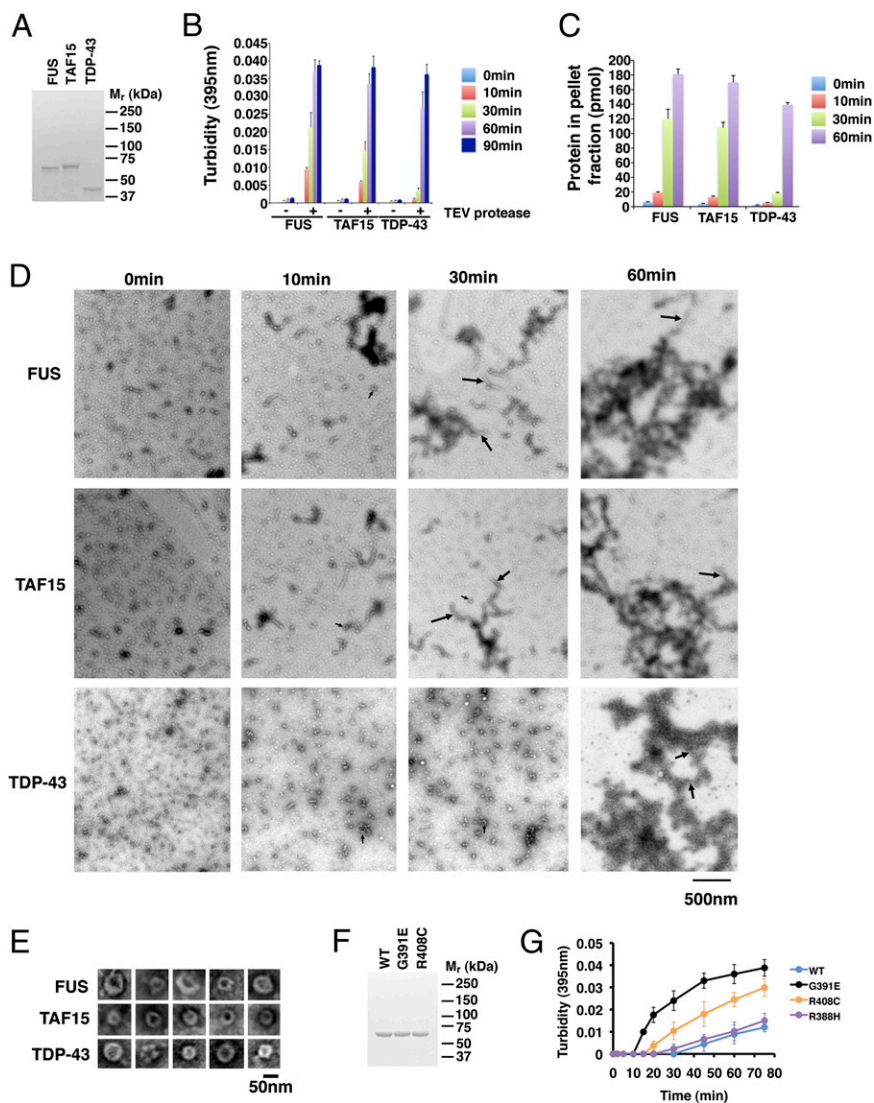 A
FUS
TAF15
TDP-43
Mr (kDa)
250
150
100
75
50
37
B
Turbidity (395nm)
0.045
0.040
0.035
0.030
0.025
0.020
0.015
0.010
0.005
0
- + - + - +
FUS TAF15 TDP-43
TEV protease
0min
10min
30min
60min
90min
C
Protein in pellet
fraction (pmol)
200
180
160
140
120
100
80
60
40
20
0
FUS TAF15 TDP-43
0min
10min
30min
60min
D
0min 10min 30min 60min
FUS
TAF15
TDP-43
500nm
E
FUS
TAF15
TDP-43
50nm
F
WT
G391E
R408C
Mr (kDa)
250
150
100
75
50
37
G
Turbidity (395nm)
0.05
0.04
0.03
0.02
0.01
0
0 10 20 30 40 50 60 70 80
Time (min)
WT
G391E
R408C
R388H